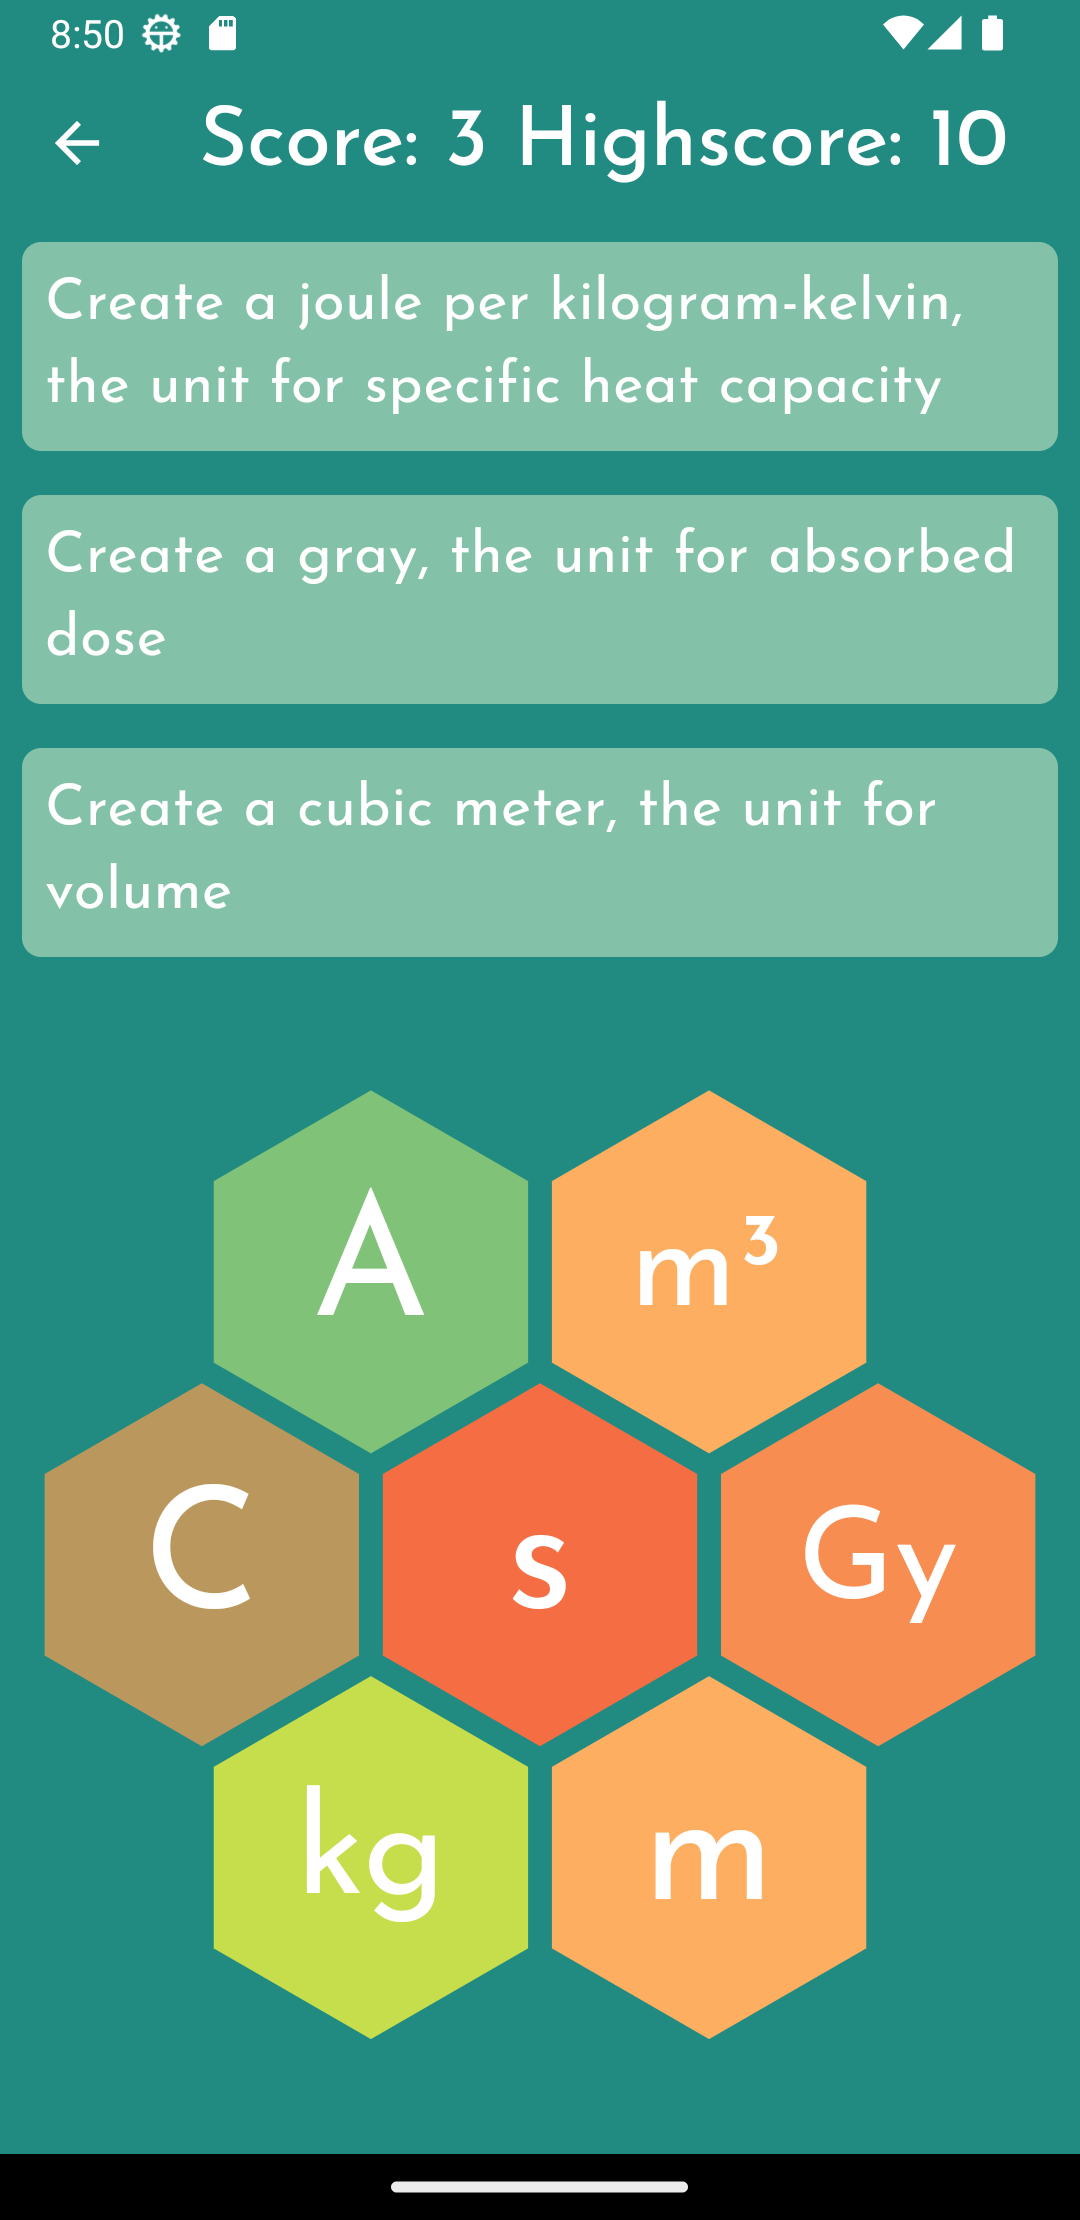 8:50
Score: 3 Highscore: 10
Create a joule per kilogram-kelvin,
the unit for specific heat capacity
Create a gray, the unit for absorbed
dose
Create a cubic meter, the unit for
volume
A m³
C s Gy
kg m